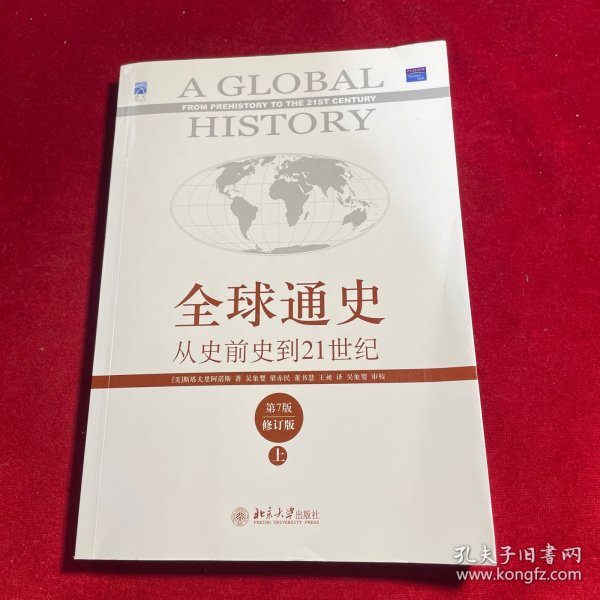 A GLOBAL
FROM PREHISTORY TO THE 21ST CENTURY
HISTORY
PEARSON
全球通史
从史前史到21世纪
[美]斯塔夫里阿诺斯 著 吴象婴 梁赤民 董书慧 王昶 译 吴象婴 审校
第7版
修订版
上
北京大学出版社
PEKING UNIVERSITY PRESS
孔夫子旧书网
www.kongfz.com